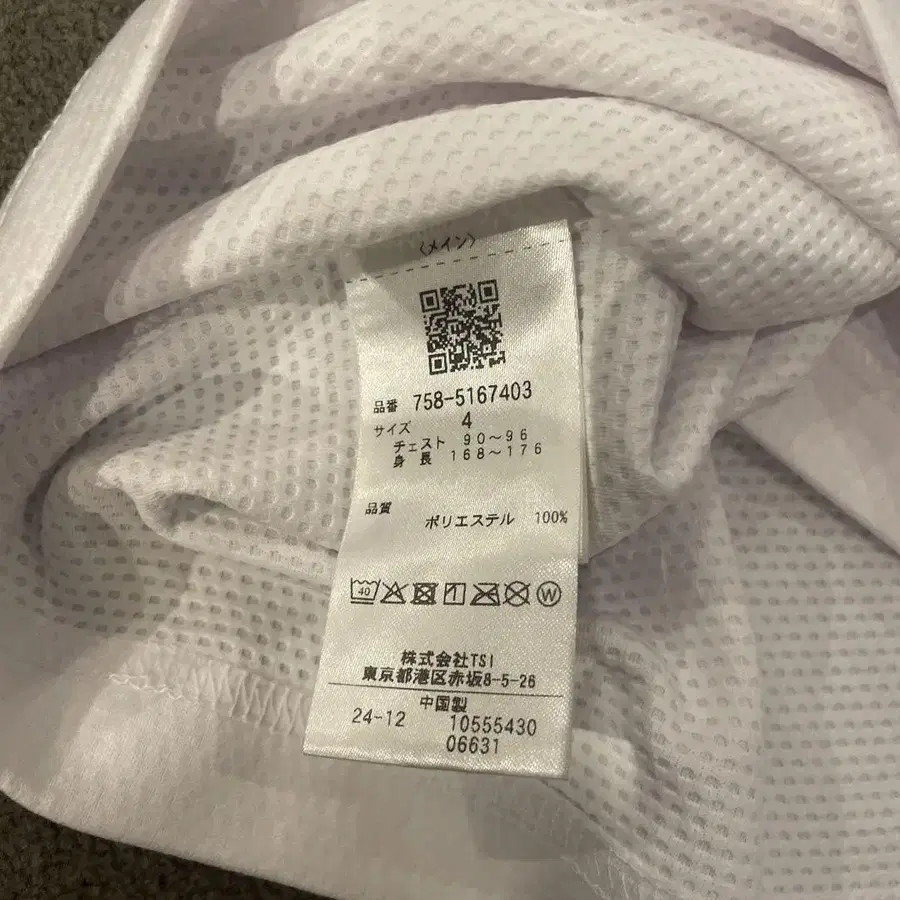 〈メイン〉
品番 758-5167403
サイズ 4
チェスト 90～96
身長 168～176
品質
ポリエステル 100%
40
W
株式会社TSI
東京都港区赤坂8-5-26
中国製
24-12 10555430
06631